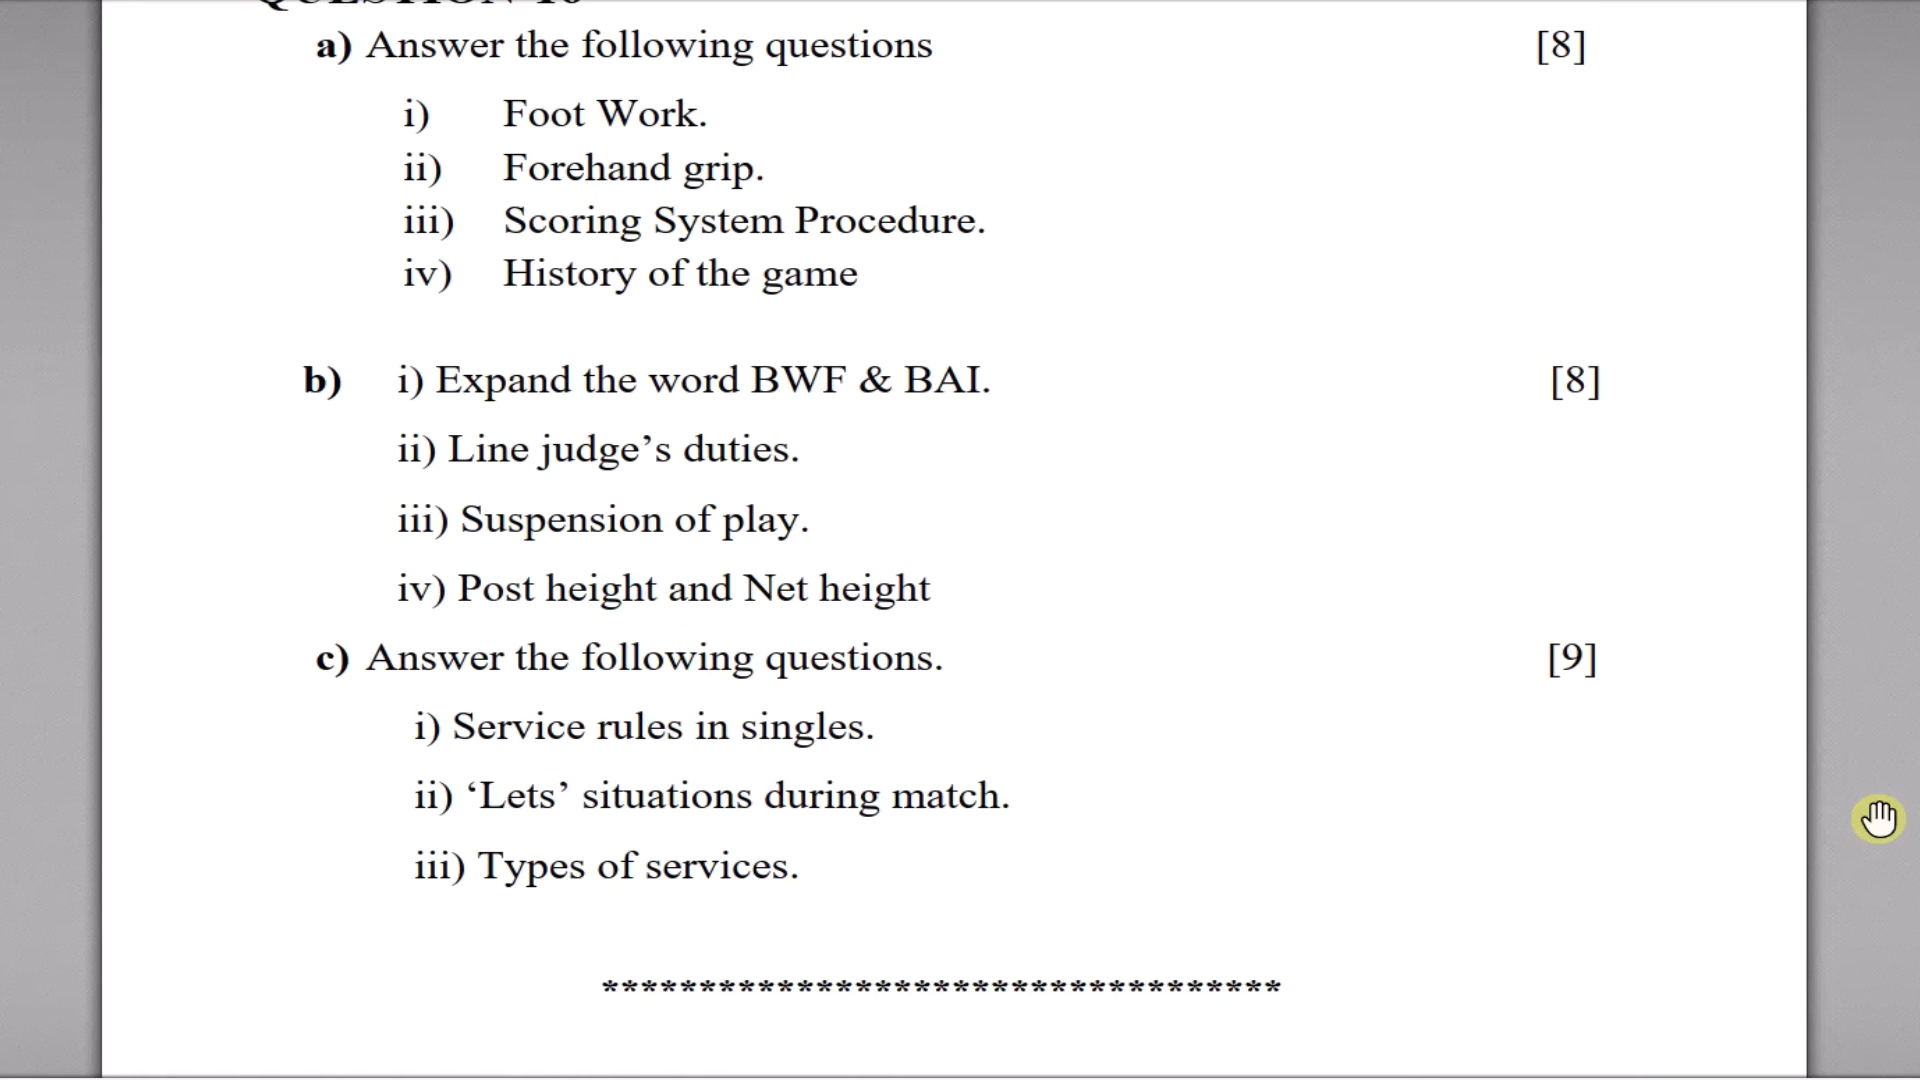 QUESTION 10
a) Answer the following questions [8]
i) Foot Work.
ii) Forehand grip.
iii) Scoring System Procedure.
iv) History of the game
b) i) Expand the word BWF & BAI. [8]
ii) Line judge’s duties.
iii) Suspension of play.
iv) Post height and Net height
c) Answer the following questions. [9]
i) Service rules in singles.
ii) ‘Lets’ situations during match.
iii) Types of services.
***********************************